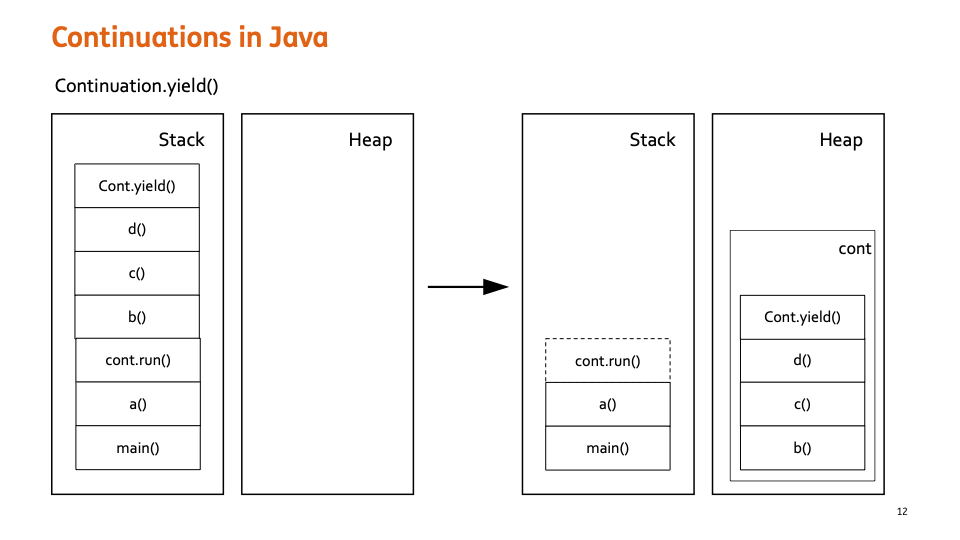 Continuations in Java
Continuation.yield()
Stack
Cont.yield()
d()
c()
b()
cont.run()
a()
main()
Heap
Stack
cont.run()
a()
main()
Heap
cont
Cont.yield()
d()
c()
b()
12